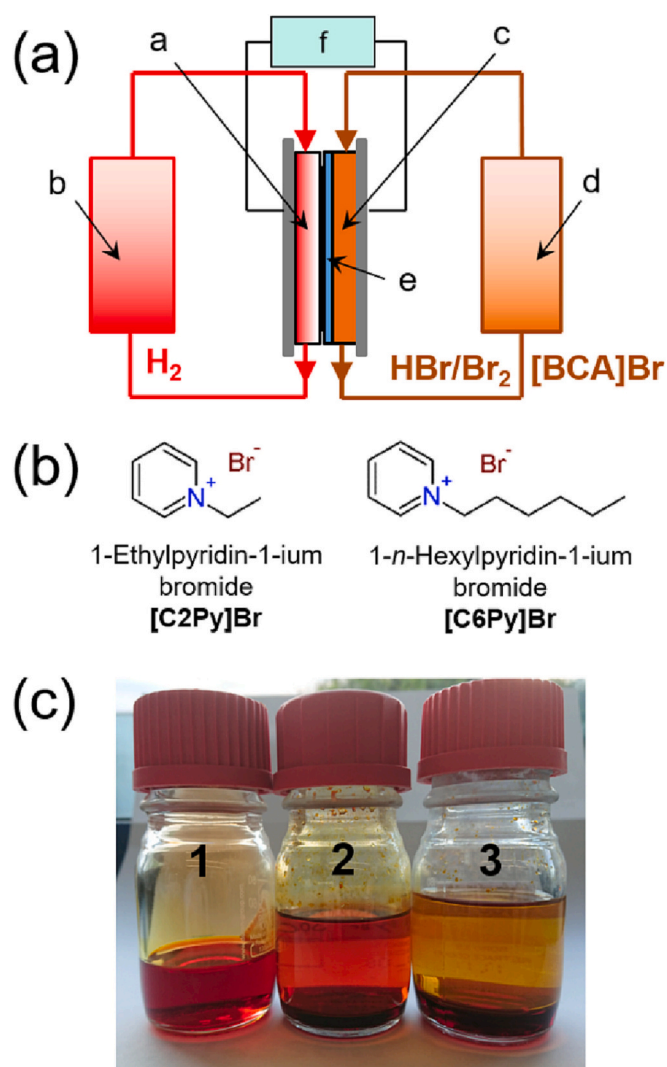 (a)
f
a
c
b
d
e
H₂
HBr/Br₂ [BCA]Br
(b)
Br⁻
N⁺
1-Ethylpyridin-1-ium
bromide
[C2Py]Br
Br⁻
N⁺
1-n-Hexylpyridin-1-ium
bromide
[C6Py]Br
(c)
1
2
3